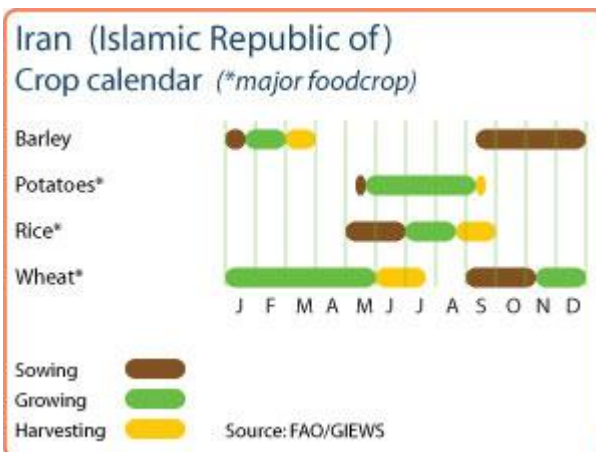 Iran (Islamic Republic of)
Crop calendar (*major foodcrop)
Barley
Potatoes*
Rice*
Wheat*
J F M A M J J A S O N D
Sowing
Growing
Harvesting
Source: FAO/GIEWS